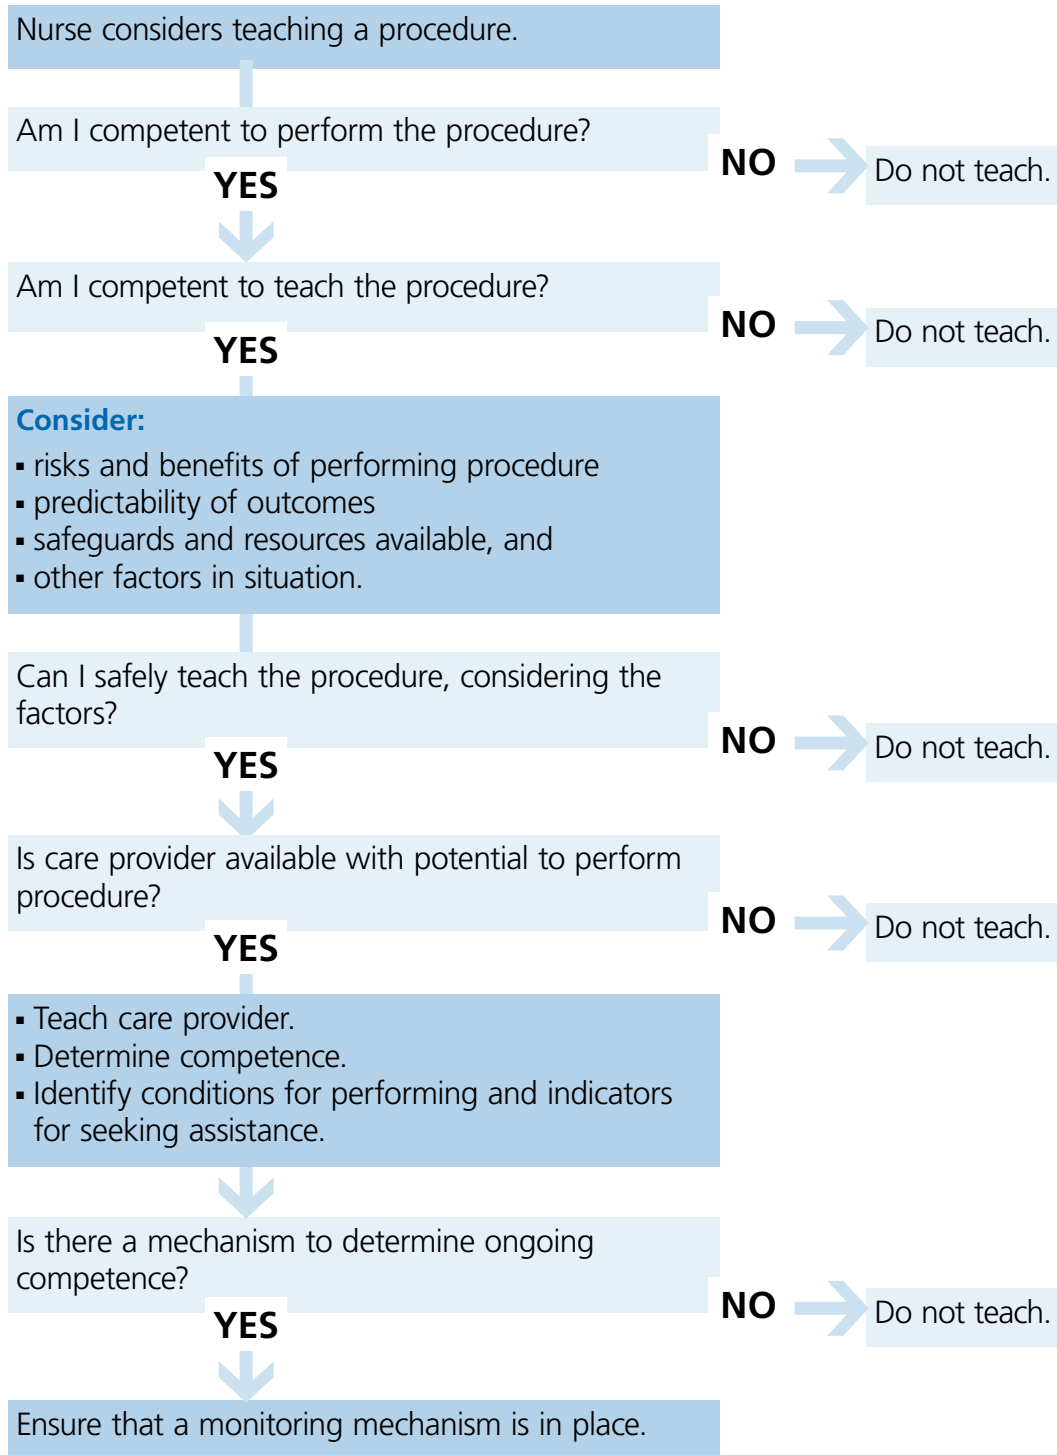 Nurse considers teaching a procedure.
Am I competent to perform the procedure?
NO
Do not teach.
YES
Am I competent to teach the procedure?
NO
Do not teach.
YES
Consider:
▪ risks and benefits of performing procedure
▪ predictability of outcomes
▪ safeguards and resources available, and
▪ other factors in situation.
Can I safely teach the procedure, considering the
factors?
NO
Do not teach.
YES
Is care provider available with potential to perform
procedure?
NO
Do not teach.
YES
▪ Teach care provider.
▪ Determine competence.
▪ Identify conditions for performing and indicators
for seeking assistance.
Is there a mechanism to determine ongoing
competence?
NO
Do not teach.
YES
Ensure that a monitoring mechanism is in place.